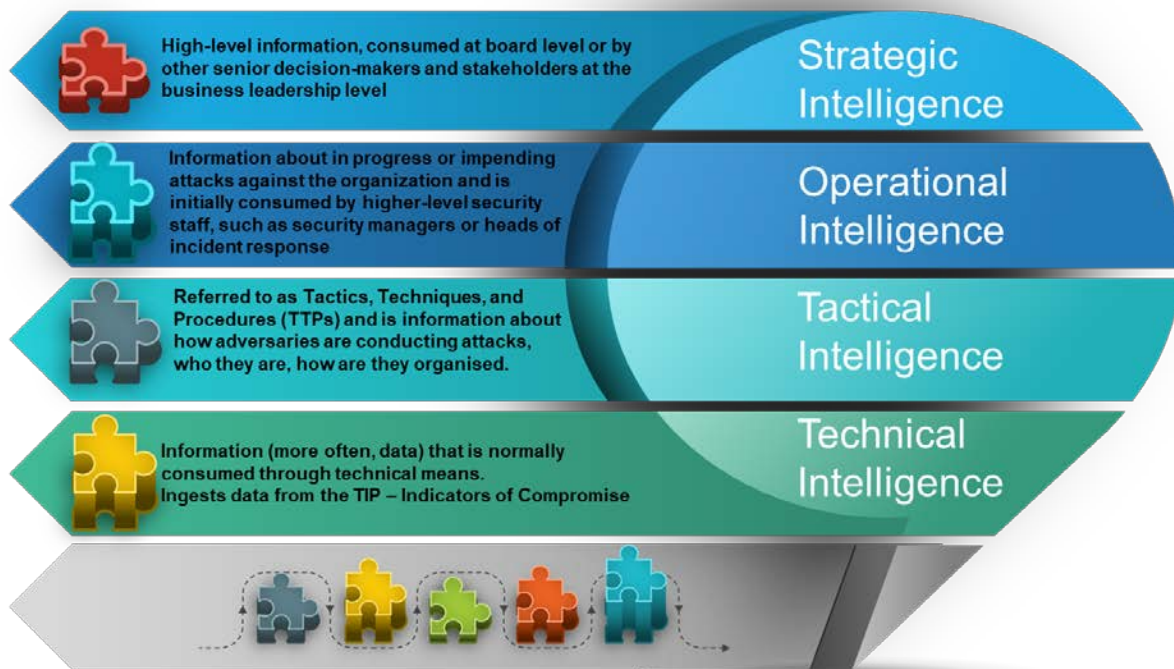 High-level information, consumed at board level or by
other senior decision-makers and stakeholders at the
business leadership level
Strategic
Intelligence
Information about in progress or impending
attacks against the organization and is
initially consumed by higher-level security
staff, such as security managers or heads of
incident response
Operational
Intelligence
Referred to as Tactics, Techniques, and
Procedures (TTPs) and is information about
how adversaries are conducting attacks,
who they are, how are they organised.
Tactical
Intelligence
Information (more often, data) that is normally
consumed through technical means.
Ingests data from the TIP – Indicators of Compromise
Technical
Intelligence